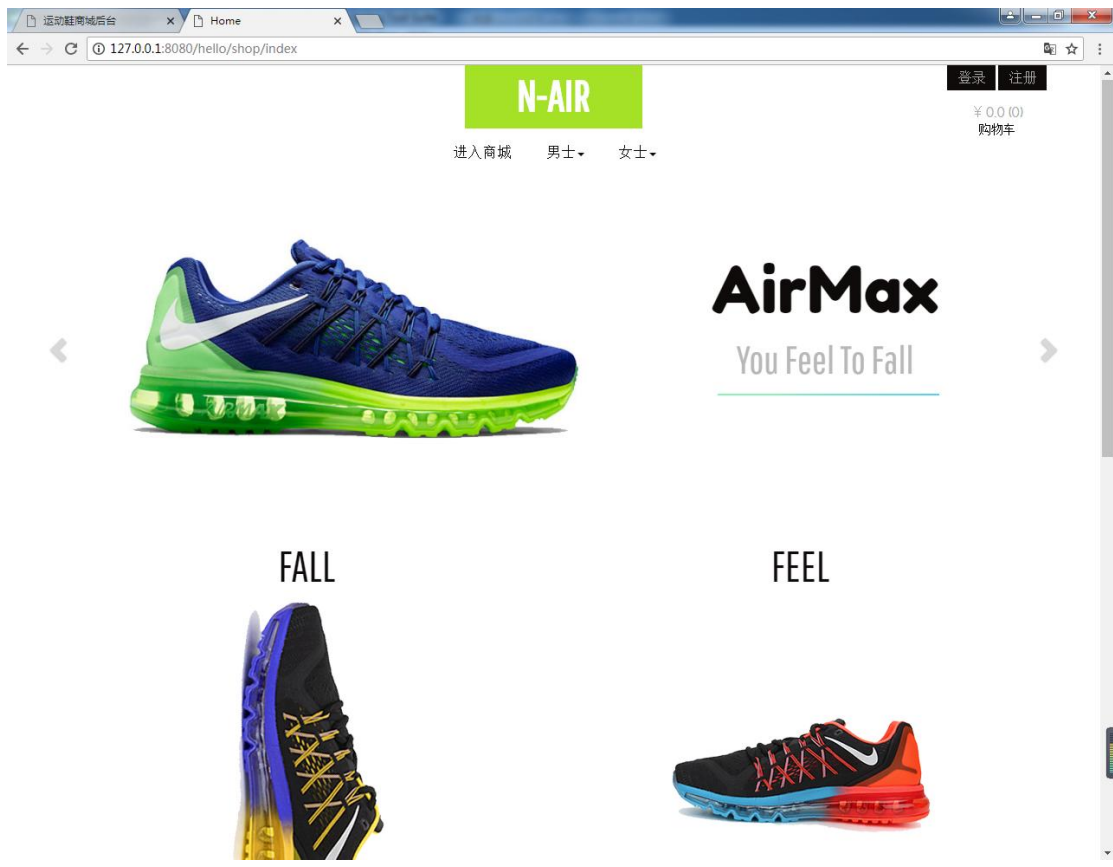 运动鞋商城后台
Home
127.0.0.1:8080/hello/shop/index
N-AIR
登录 注册
¥ 0.0 (0)
购物车
进入商城 男士 女士
AirMax
You Feel To Fall
FALL
FEEL